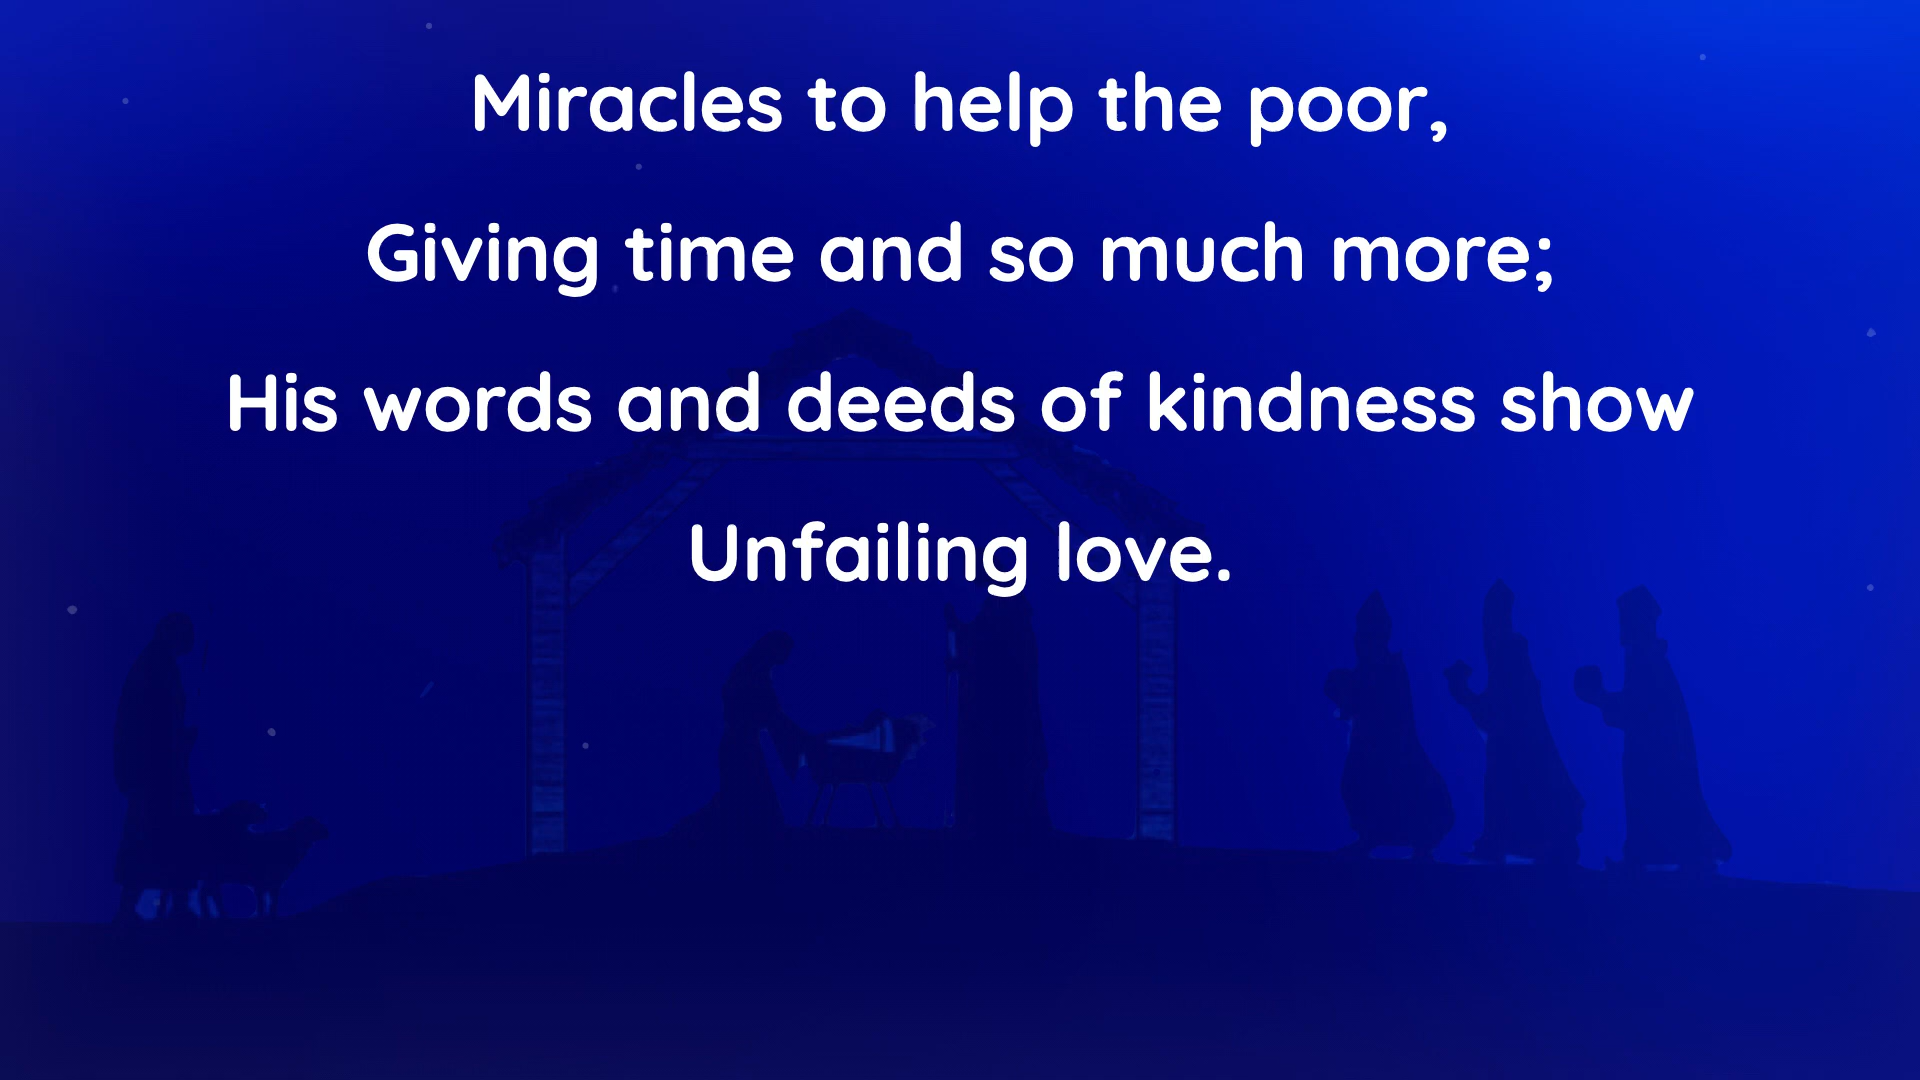 Miracles to help the poor,
Giving time and so much more;
His words and deeds of kindness show
Unfailing love.